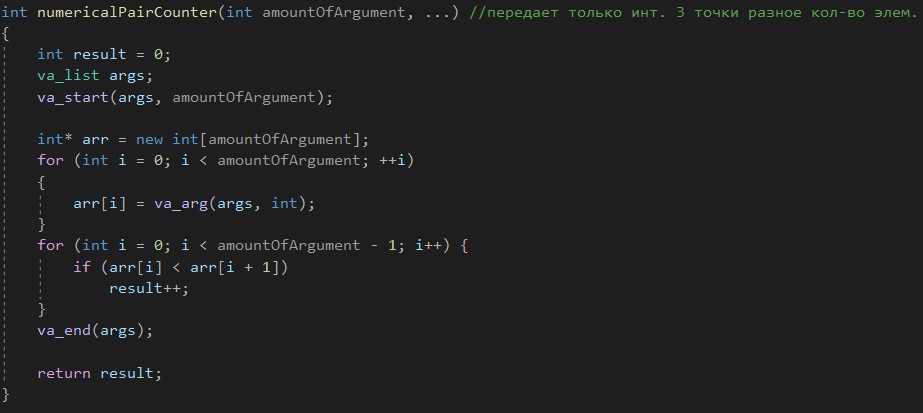 int numericalPairCounter(int amountOfArgument, ...) //передает только инт. 3 точки разное кол-во элем.
{
    int result = 0;
    va_list args;
    va_start(args, amountOfArgument);

    int* arr = new int[amountOfArgument];
    for (int i = 0; i < amountOfArgument; ++i)
    {
        arr[i] = va_arg(args, int);
    }
    for (int i = 0; i < amountOfArgument - 1; i++) {
        if (arr[i] < arr[i + 1])
            result++;
    }
    va_end(args);

    return result;
}